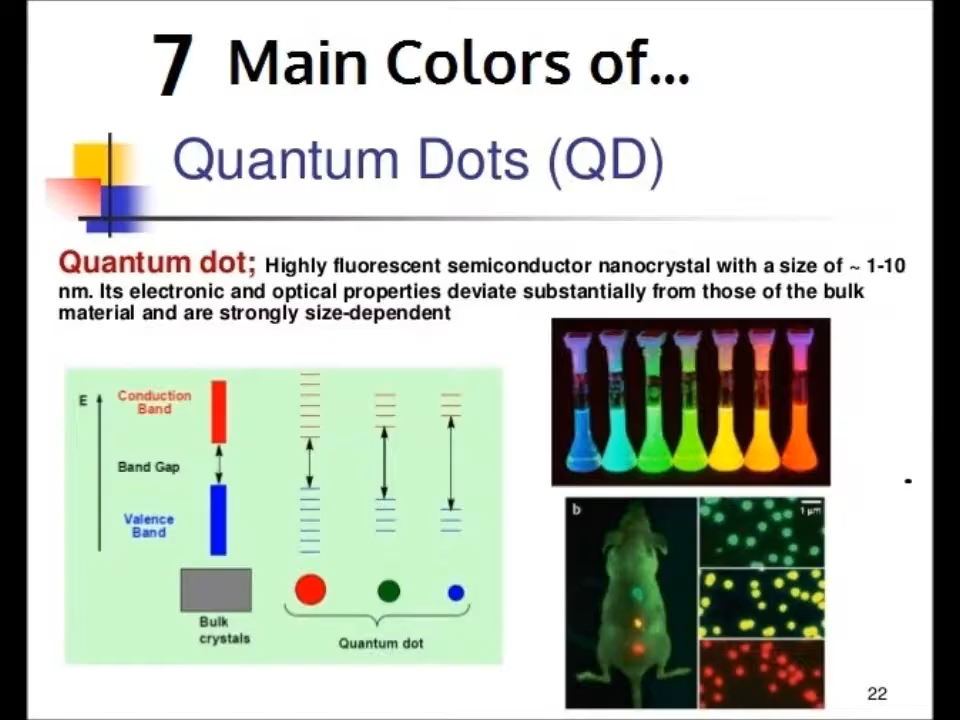 7 Main Colors of...
Quantum Dots (QD)
Quantum dot; Highly fluorescent semiconductor nanocrystal with a size of ~ 1-10
nm. Its electronic and optical properties deviate substantially from those of the bulk
material and are strongly size-dependent
E
Conduction
Band
Band Gap
Valence
Band
Bulk
crystals
Quantum dot
b
1 μm
22